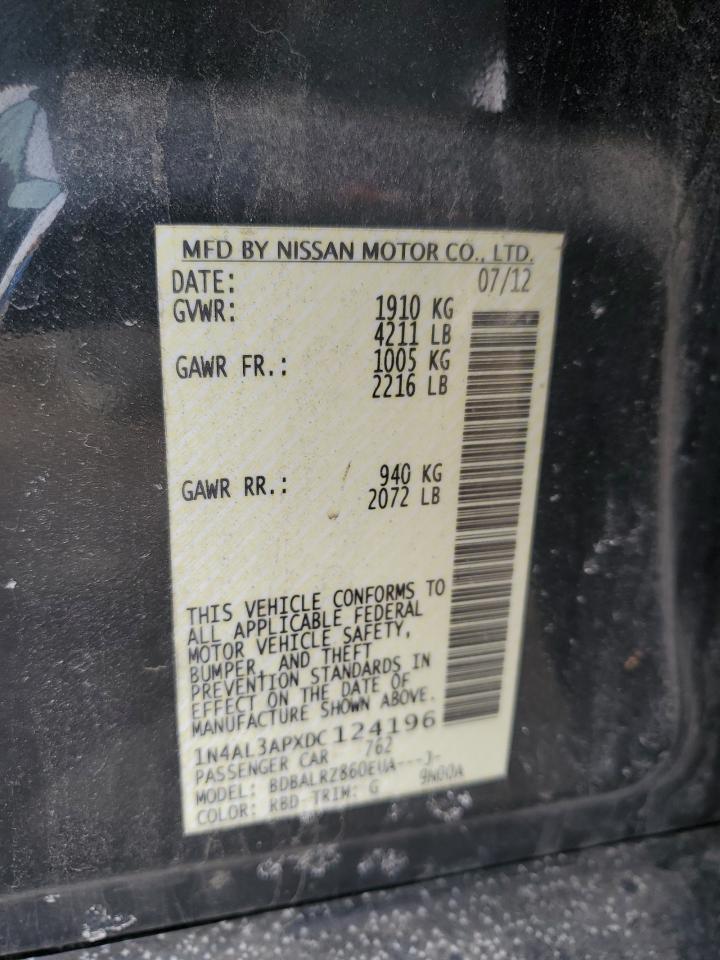 MFD BY NISSAN MOTOR CO., LTD.
DATE: 07/12
GVWR: 1910 KG
4211 LB
GAWR FR.: 1005 KG
2216 LB
GAWR RR.: 940 KG
2072 LB
THIS VEHICLE CONFORMS TO
ALL APPLICABLE FEDERAL
MOTOR VEHICLE SAFETY,
BUMPER, AND THEFT
PREVENTION STANDARDS IN
EFFECT ON THE DATE OF
MANUFACTURE SHOWN ABOVE.
1N4AL3APXDC 124196
PASSENGER CAR 762
MODEL: BDBALRZ860EUA---J-
COLOR: RBD TRIM: G 9N00A